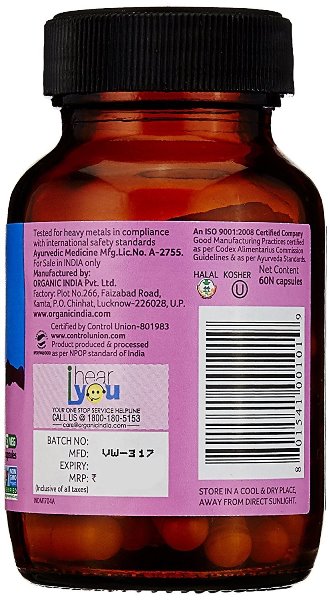 Tested for heavy metals in compliance
with international safety standards
Ayurvedic Medicine Mfg.Lic.No. A-2755.
For Sale in INDIA only
Manufactured by:
ORGANIC INDIA Pvt. Ltd.
Factory: Plot No.266, Faizabad Road,
Kamta, P.O. Chinhat, Lucknow-226028, U.P.
www.organicindia.com
Certified by Control Union-801983
www.controlunion.com
Product produced & processed
as per NPOP standard of India
i hear
you
YOUR ONE STOP SERVICE HELPLINE
CALL US @ 1800-180-5153
care@organicindia.com
BATCH NO:
MFD: VW-317
EXPIRY:
MRP: ₹
(Inclusive of all taxes)
An ISO 9001:2008 Certified Company
Good Manufacturing Practices certified
as per Codex Alimentarius Commission
Guidelines & as per Ayurveda Standards.
HALAL KOSHER
U
Net Content
60N capsules
8 015410 01019
STORE IN A COOL & DRY PLACE,
AWAY FROM DIRECT SUNLIGHT.